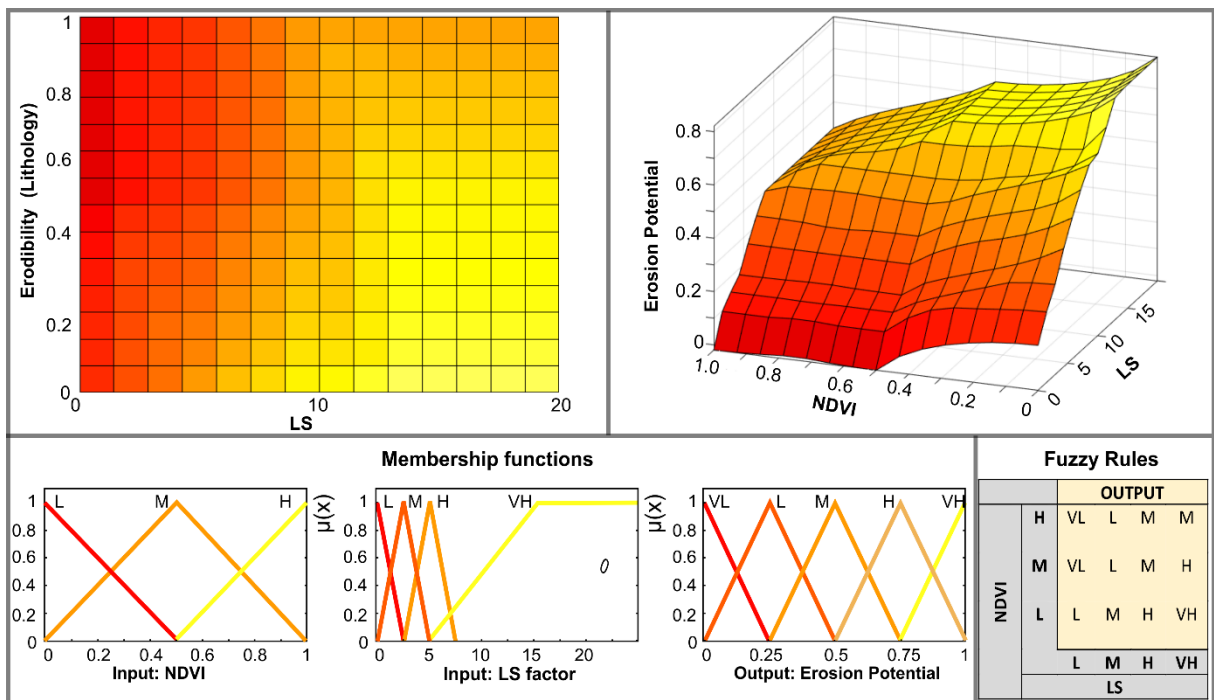 1
0.8
0.6
0.2
0
Erodibility (Lithology)
0 10 20
LS
0.8
0.6
0.4
0.2
0
Erosion Potential
1.0 0.8 0.6 0.4 0.2 0
NDVI
0 5 10 15
LS
Membership functions
L M H
1
0.8
0.6
0.4
0.2
0
0 0.2 0.4 0.6 0.8 1
Input: NDVI
μ(x)
L M H VH
1
0.8
0.6
0.4
0.2
0
0
0 5 10 15 20
Input: LS factor
μ(x)
VL L M H VH
1
0.8
0.6
0.4
0.2
0
0 0.25 0.5 0.75 1
Output: Erosion Potential
Fuzzy Rules
OUTPUT
NDVI
H VL L M M
M VL L M H
L L M H VH
L M H VH
LS